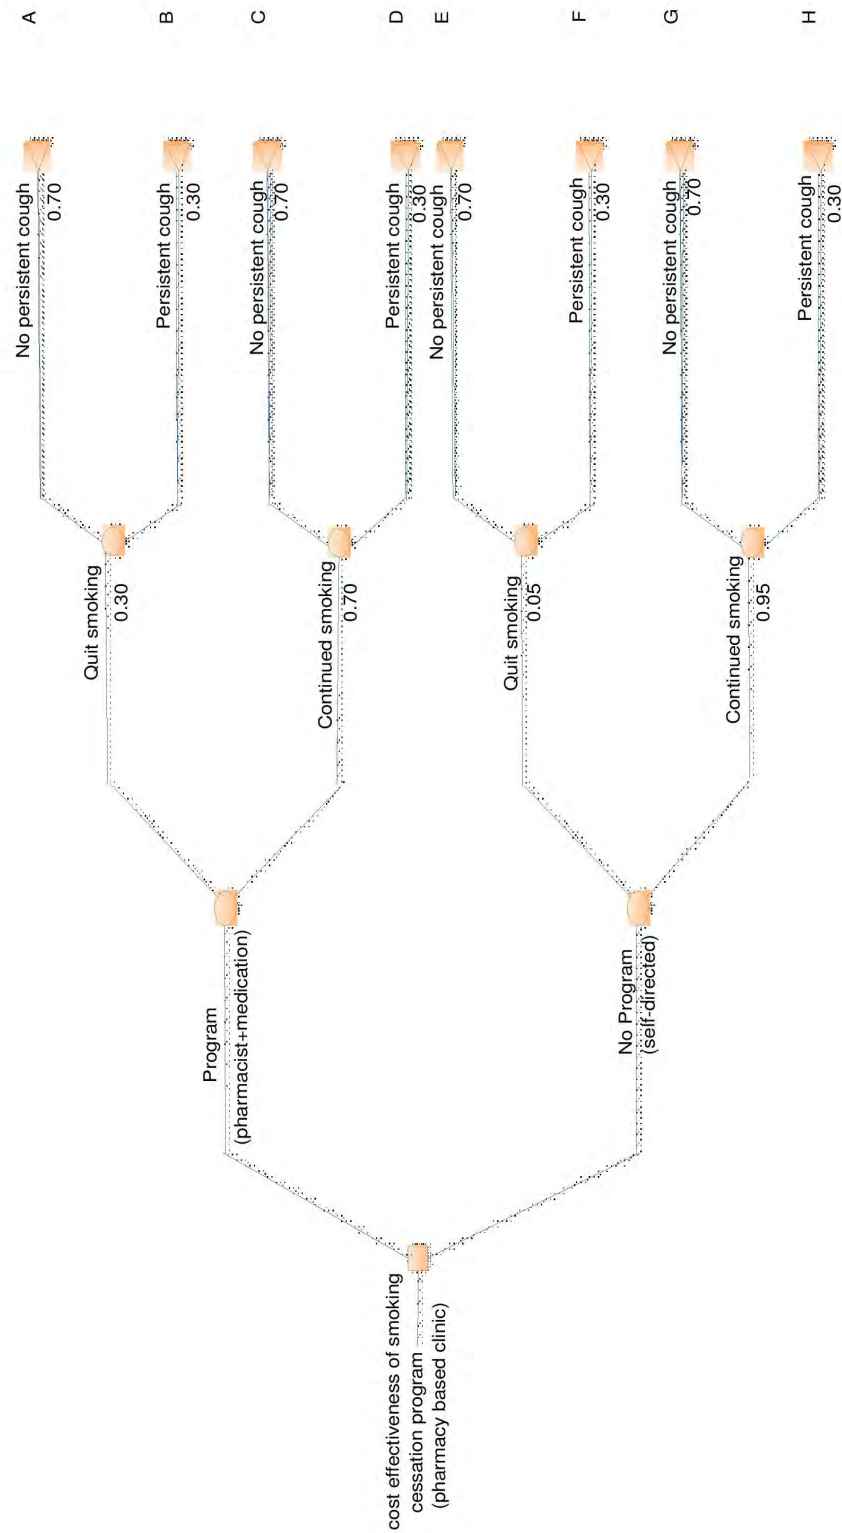 cost effectiveness of smoking
cessation program
(pharmacy based clinic)
Program
(pharmacist+medication)
Quit smoking
0.30
No persistent cough
0.70
A
Persistent cough
0.30
B
Continued smoking
0.70
No persistent cough
0.70
C
Persistent cough
0.30
D
No Program
(self-directed)
Quit smoking
0.05
No persistent cough
0.70
E
Persistent cough
0.30
F
Continued smoking
0.95
No persistent cough
0.70
G
Persistent cough
0.30
H